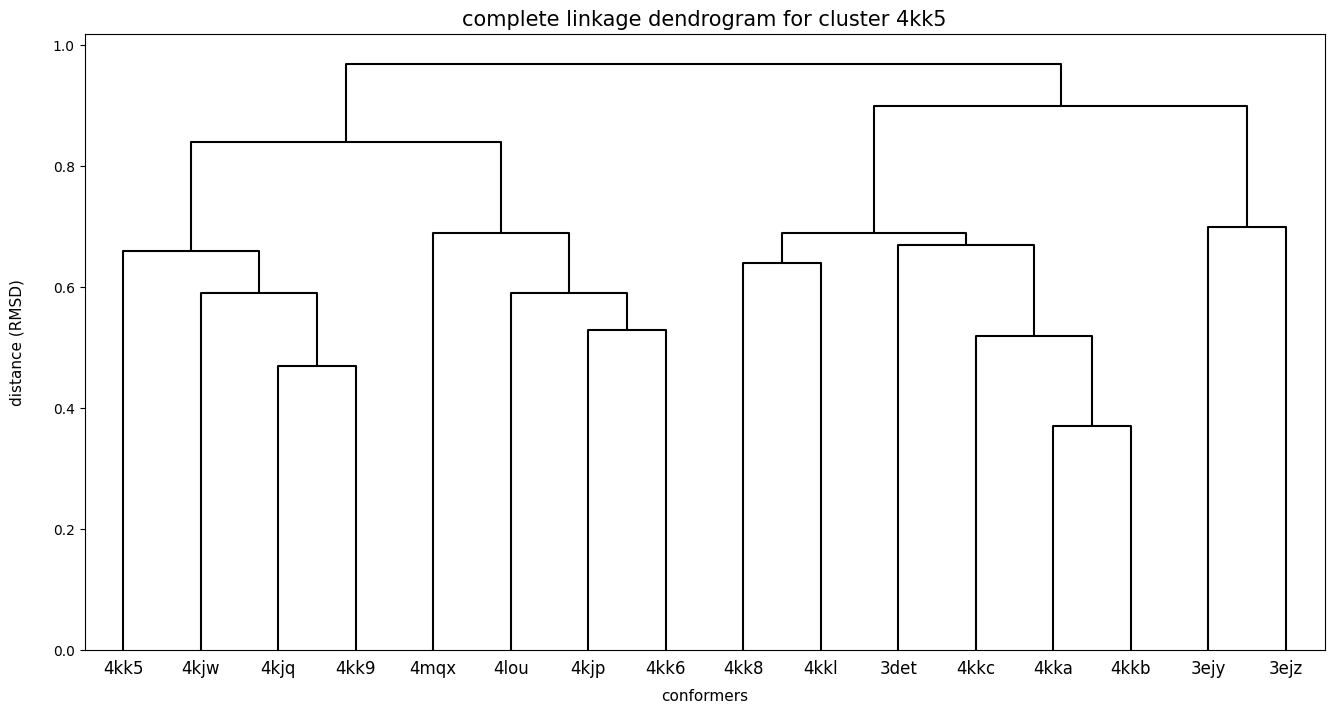 complete linkage dendrogram for cluster 4kk5
1.0
0.8
0.6
0.4
0.2
0.0
distance (RMSD)
4kk5 4kjw 4kjq 4kk9 4mqx 4lou 4kjp 4kk6 4kk8 4kkl 3det 4kkc 4kka 4kkb 3ejy 3ejz
conformers